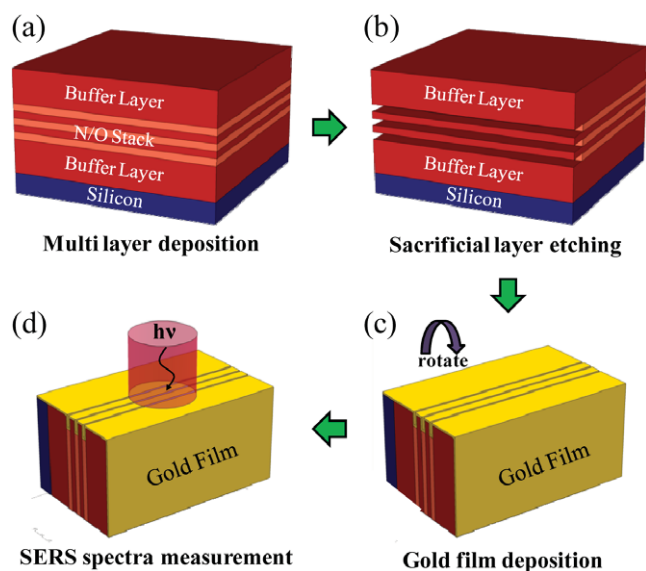 (a)
Buffer Layer
N/O Stack
Buffer Layer
Silicon
Multi layer deposition
(b)
Buffer Layer
Buffer Layer
Silicon
Sacrificial layer etching
(d)
hν
Gold Film
SERS spectra measurement
(c)
rotate
Gold Film
Gold film deposition